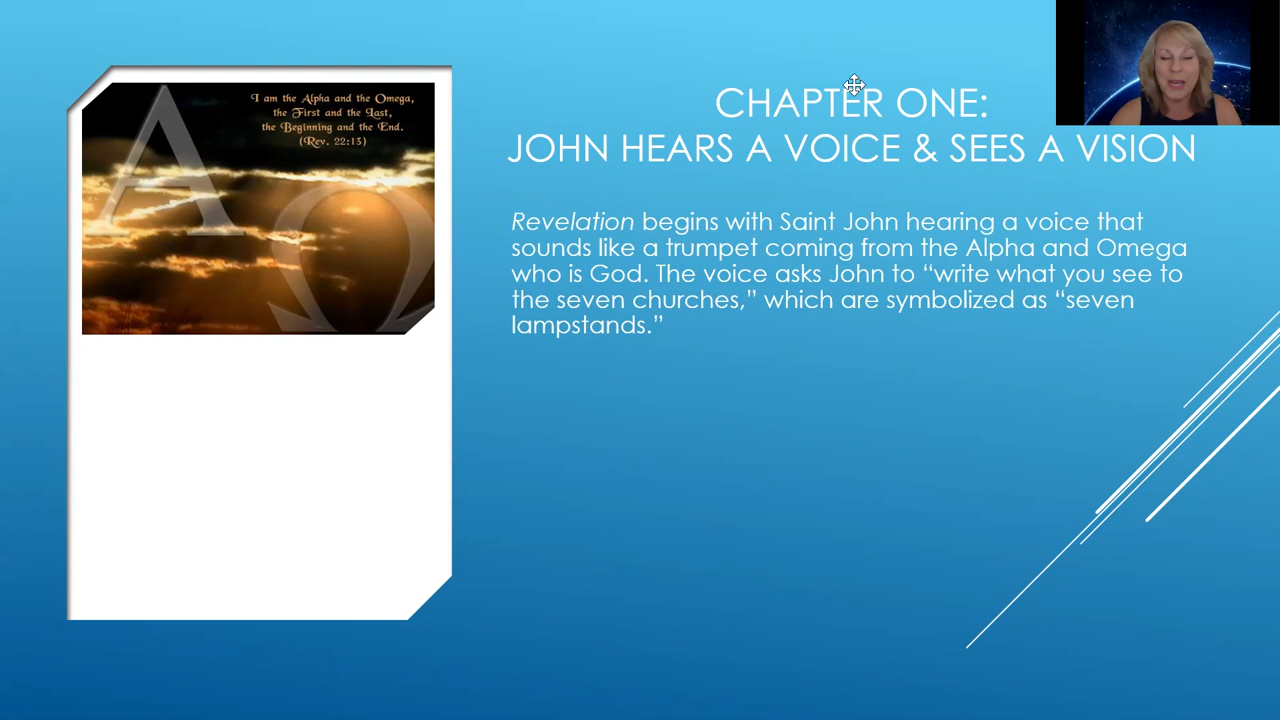 I am the Alpha and the Omega,
the First and the Last,
the Beginning and the End.
(Rev. 22:13)
A
Ω
CHAPTER ONE:
JOHN HEARS A VOICE & SEES A VISION
Revelation begins with Saint John hearing a voice that
sounds like a trumpet coming from the Alpha and Omega
who is God. The voice asks John to “write what you see to
the seven churches,” which are symbolized as “seven
lampstands.”